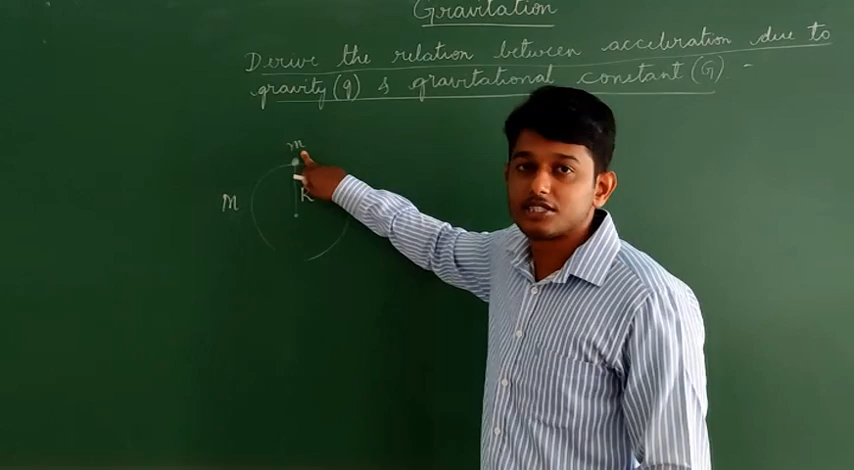 Gravitation
Derive the relation between acceleration due to
gravity (g) & gravitational constant (G) -
m
R
M